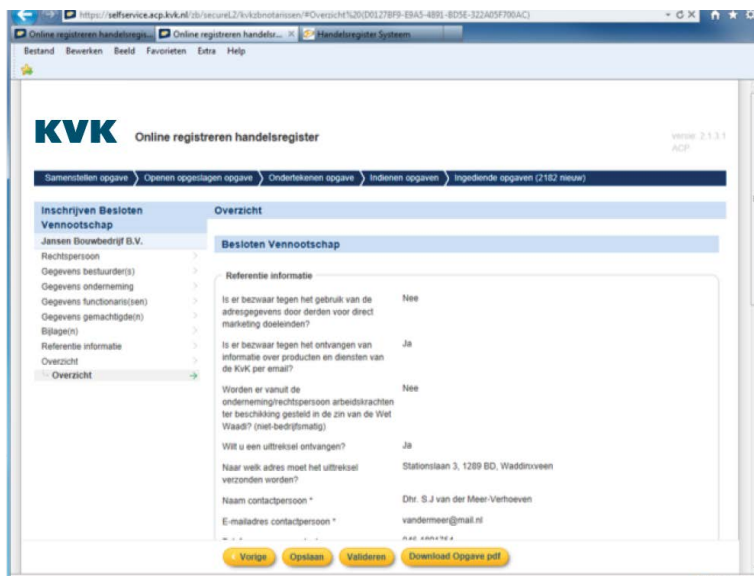 https://selfservice.acp.kvk.nl/zb/secureL2/kvkzbnotarissen/#Overzicht%20(D01278F9-E9A5-4891-BD5E-322A05F700AC)
Online registreren handelsregis...
Online registreren handelsr...
Handelsregister Systeem
Bestand Bewerken Beeld Favorieten Extra Help
KVK
Online registreren handelsregister
versie: 2.1.3.1
ACP
Samenstellen opgave
Openen opgeslagen opgave
Ondertekenen opgave
Indienen opgaven
Ingediende opgaven (2182 nieuw)
Inschrijven Besloten
Vennootschap
Jansen Bouwbedrijf B.V.
Rechtspersoon
Gegevens bestuurder(s)
Gegevens onderneming
Gegevens functionaris(sen)
Gegevens gemachtigde(n)
Bijlage(n)
Referentie informatie
Overzicht
Overzicht
Overzicht
Besloten Vennootschap
Referentie informatie
Is er bezwaar tegen het gebruik van de
adresgegevens door derden voor direct
marketing doeleinden?
Nee
Is er bezwaar tegen het ontvangen van
informatie over producten en diensten van
de KvK per email?
Ja
Worden er vanuit de
onderneming/rechtspersoon arbeidskrachten
ter beschikking gesteld in de zin van de Wet
Waadi? (niet-bedrijfsmatig)
Nee
Wilt u een uittreksel ontvangen?
Ja
Naar welk adres moet het uittreksel
verzonden worden?
Stationslaan 3, 1289 BD, Waddinxveen
Naam contactpersoon *
Dhr. S.J van der Meer-Verhoeven
E-mailadres contactpersoon *
vandermeer@mail.nl
Vorige
Opslaan
Valideren
Download Opgave pdf